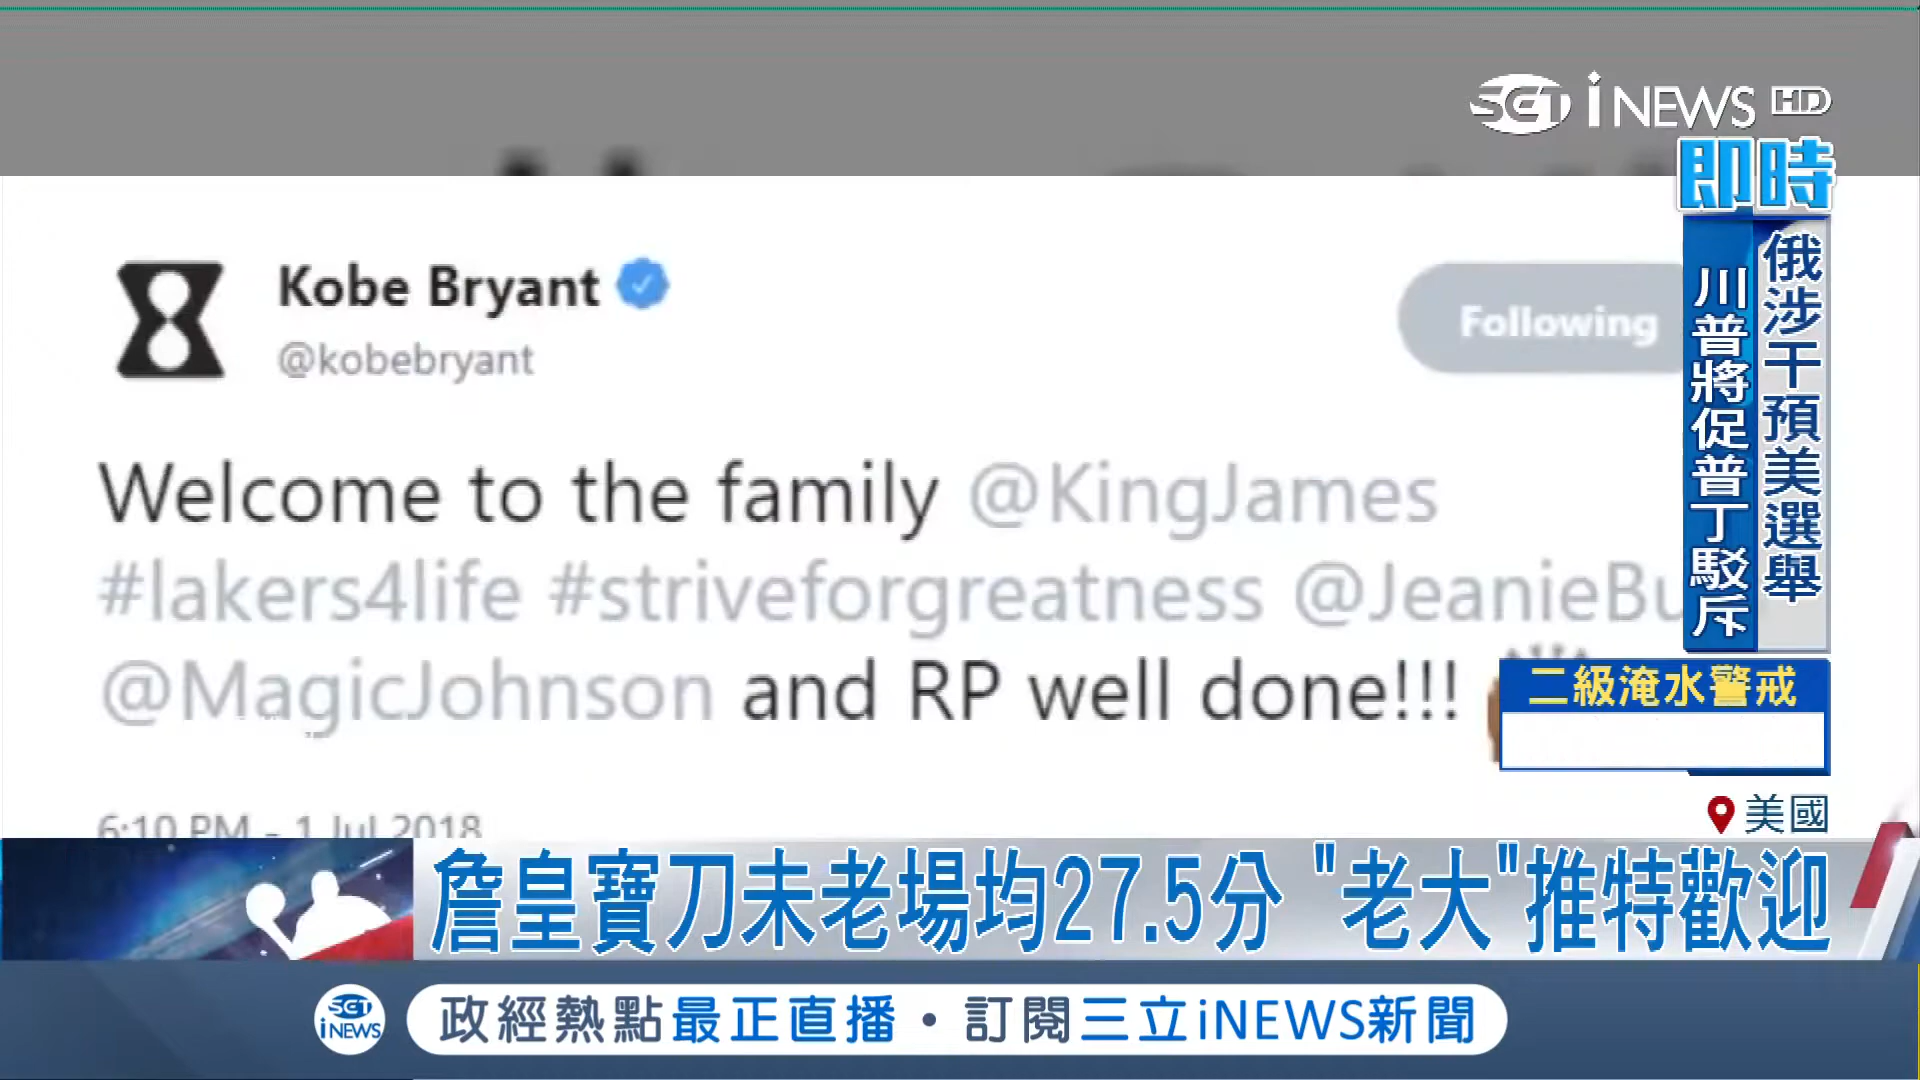 SET iNEWS HD
即時
俄涉干預美選舉
川普將促普丁駁斥
Kobe Bryant
@kobebryant
Following
Welcome to the family @KingJames
#lakers4life #striveforgreatness @JeanieBu
@MagicJohnson and RP well done!!!
6:10 PM - 1 Jul 2018
二級淹水警戒
美國
詹皇寶刀未老場均27.5分 "老大"推特歡迎
SET iNEWS
政經熱點最正直播・訂閱三立iNEWS新聞